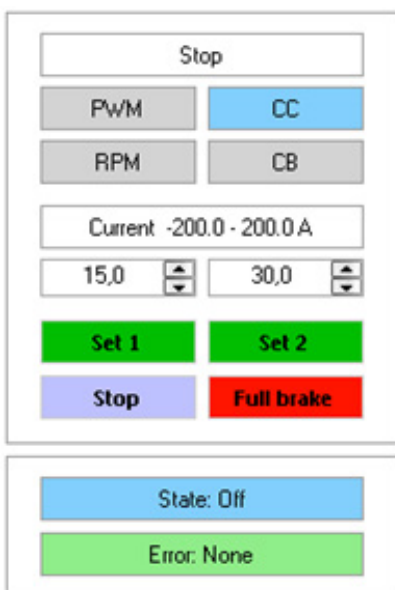 Stop
PWM CC
RPM CB
Current -200.0 - 200.0 A
15,0 30,0
Set 1 Set 2
Stop Full brake
State: Off
Error: None